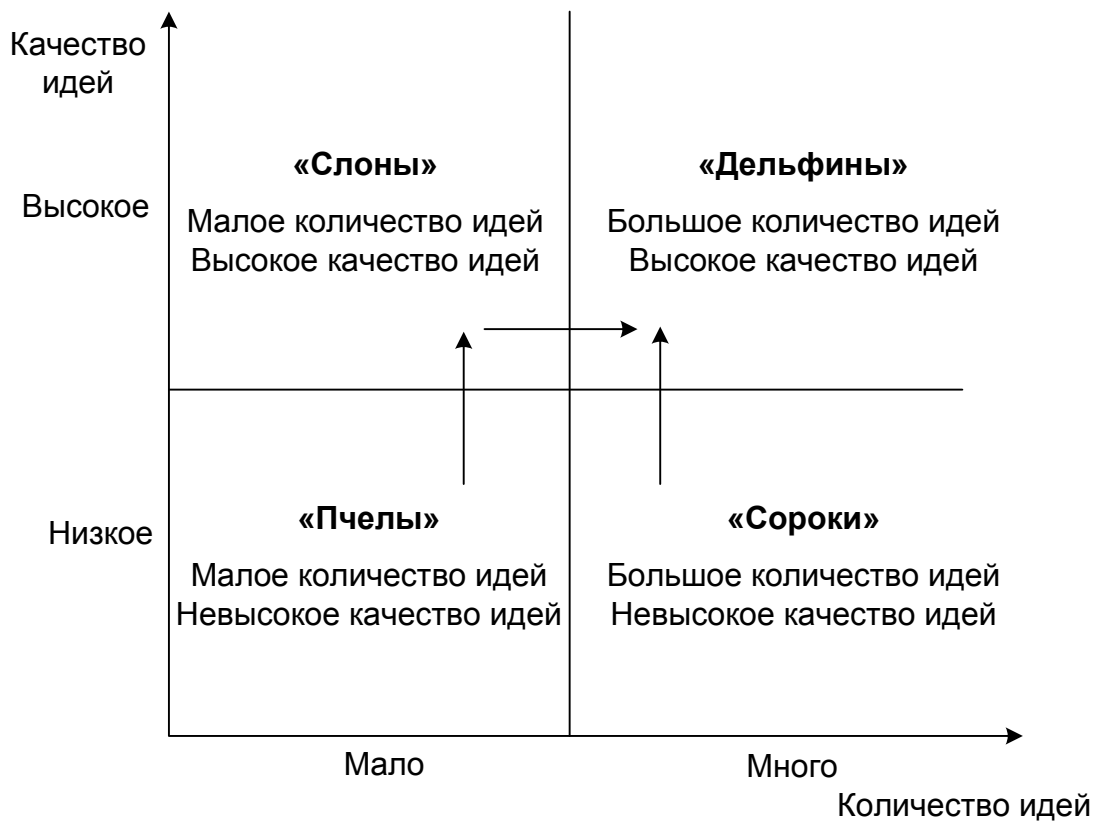 Качество
идей
«Слоны»
«Дельфины»
Высокое
Малое количество идей
Высокое качество идей
Большое количество идей
Высокое качество идей
«Пчелы»
«Сороки»
Низкое
Малое количество идей
Невысокое качество идей
Большое количество идей
Невысокое качество идей
Мало
Много
Количество идей